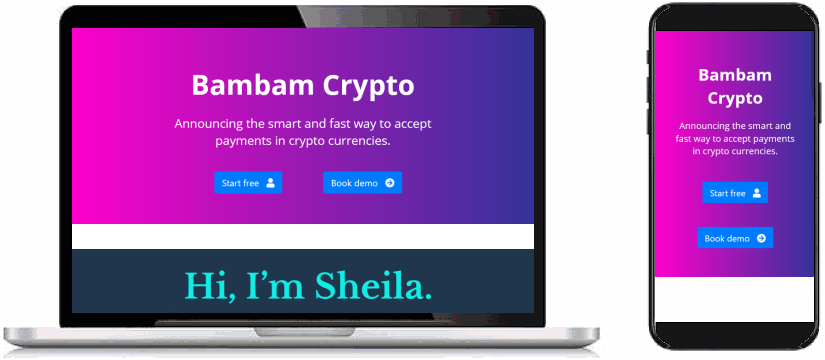 Bambam Crypto
Announcing the smart and fast way to accept
payments in crypto currencies.
Start free
Book demo
Hi, I’m Sheila.
Bambam
Crypto
Announcing the smart and
fast way to accept payments
in crypto currencies.
Start free
Book demo